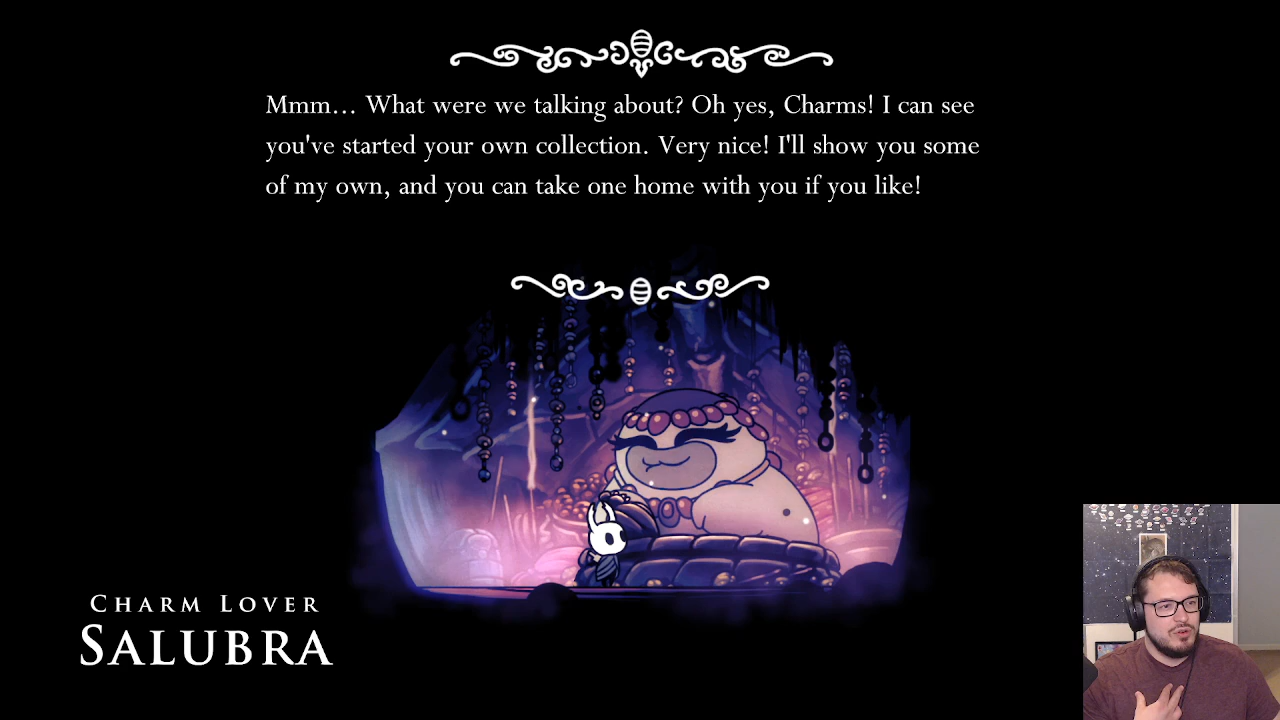 Mmm... What were we talking about? Oh yes, Charms! I can see
you've started your own collection. Very nice! I'll show you some
of my own, and you can take one home with you if you like!
Charm Lover
Salubra